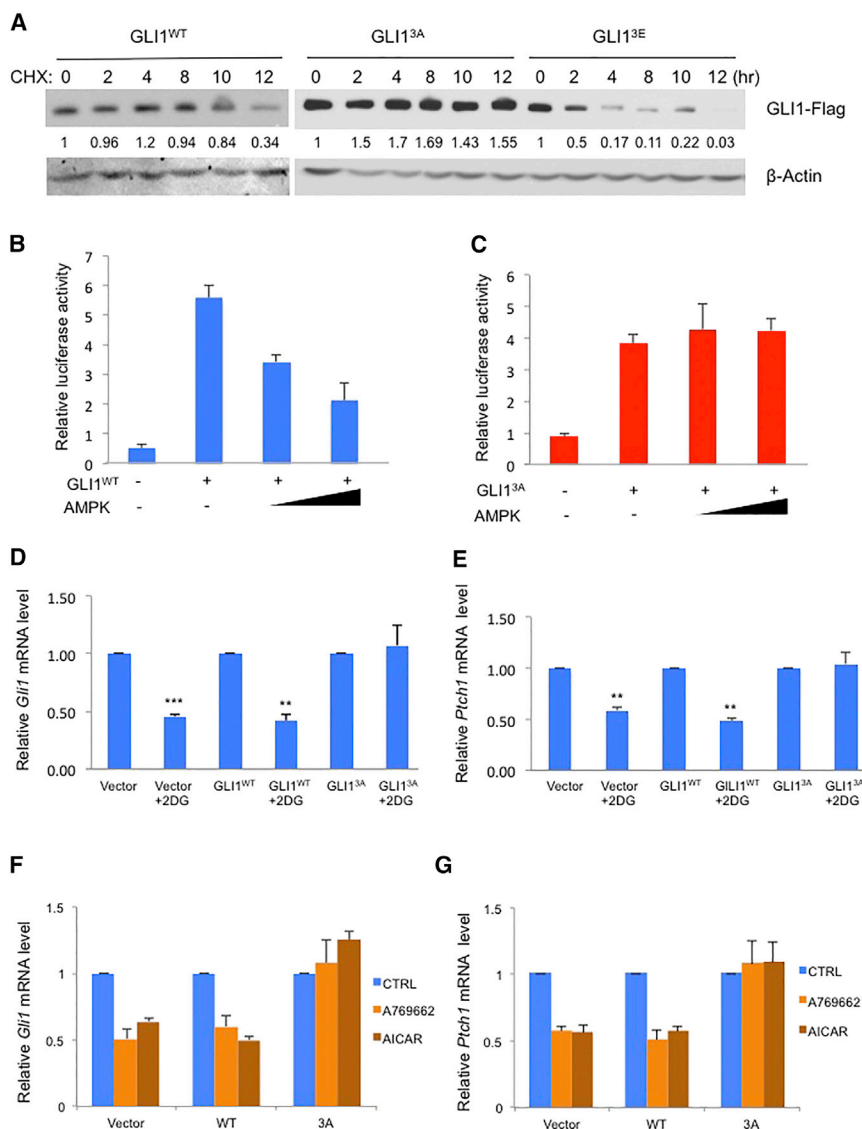 A
GLI1WT GLI13A GLI13E
CHX: 0 2 4 8 10 12 0 2 4 8 10 12 0 2 4 8 10 12 (hr)
GLI1-Flag
1 0.96 1.2 0.94 0.84 0.34 1 1.5 1.7 1.69 1.43 1.55 1 0.5 0.17 0.11 0.22 0.03
β-Actin
B
Relative luciferase activity
7
6
5
4
3
2
1
0
GLI1WT - + + +
AMPK - -
C
Relative luciferase activity
6
5
4
3
2
1
0
GLI13A - + + +
AMPK - -
D
Relative Gli1 mRNA level
1.50
1.00
0.50
0.00
*** **
Vector Vector +2DG GLI1WT GLI1WT +2DG GLI13A GLI13A +2DG
E
Relative Ptch1 mRNA level
1.50
1.00
0.50
0.00
** **
Vector Vector +2DG GLI1WT GILI1WT +2DG GLI13A GLI13A +2DG
F
Relative Gli1 mRNA level
1.5
1
0.5
0
Vector WT 3A
CTRL
A769662
AICAR
G
Relative Ptch1 mRNA level
1.5
1
0.5
0
Vector WT 3A
CTRL
A769662
AICAR